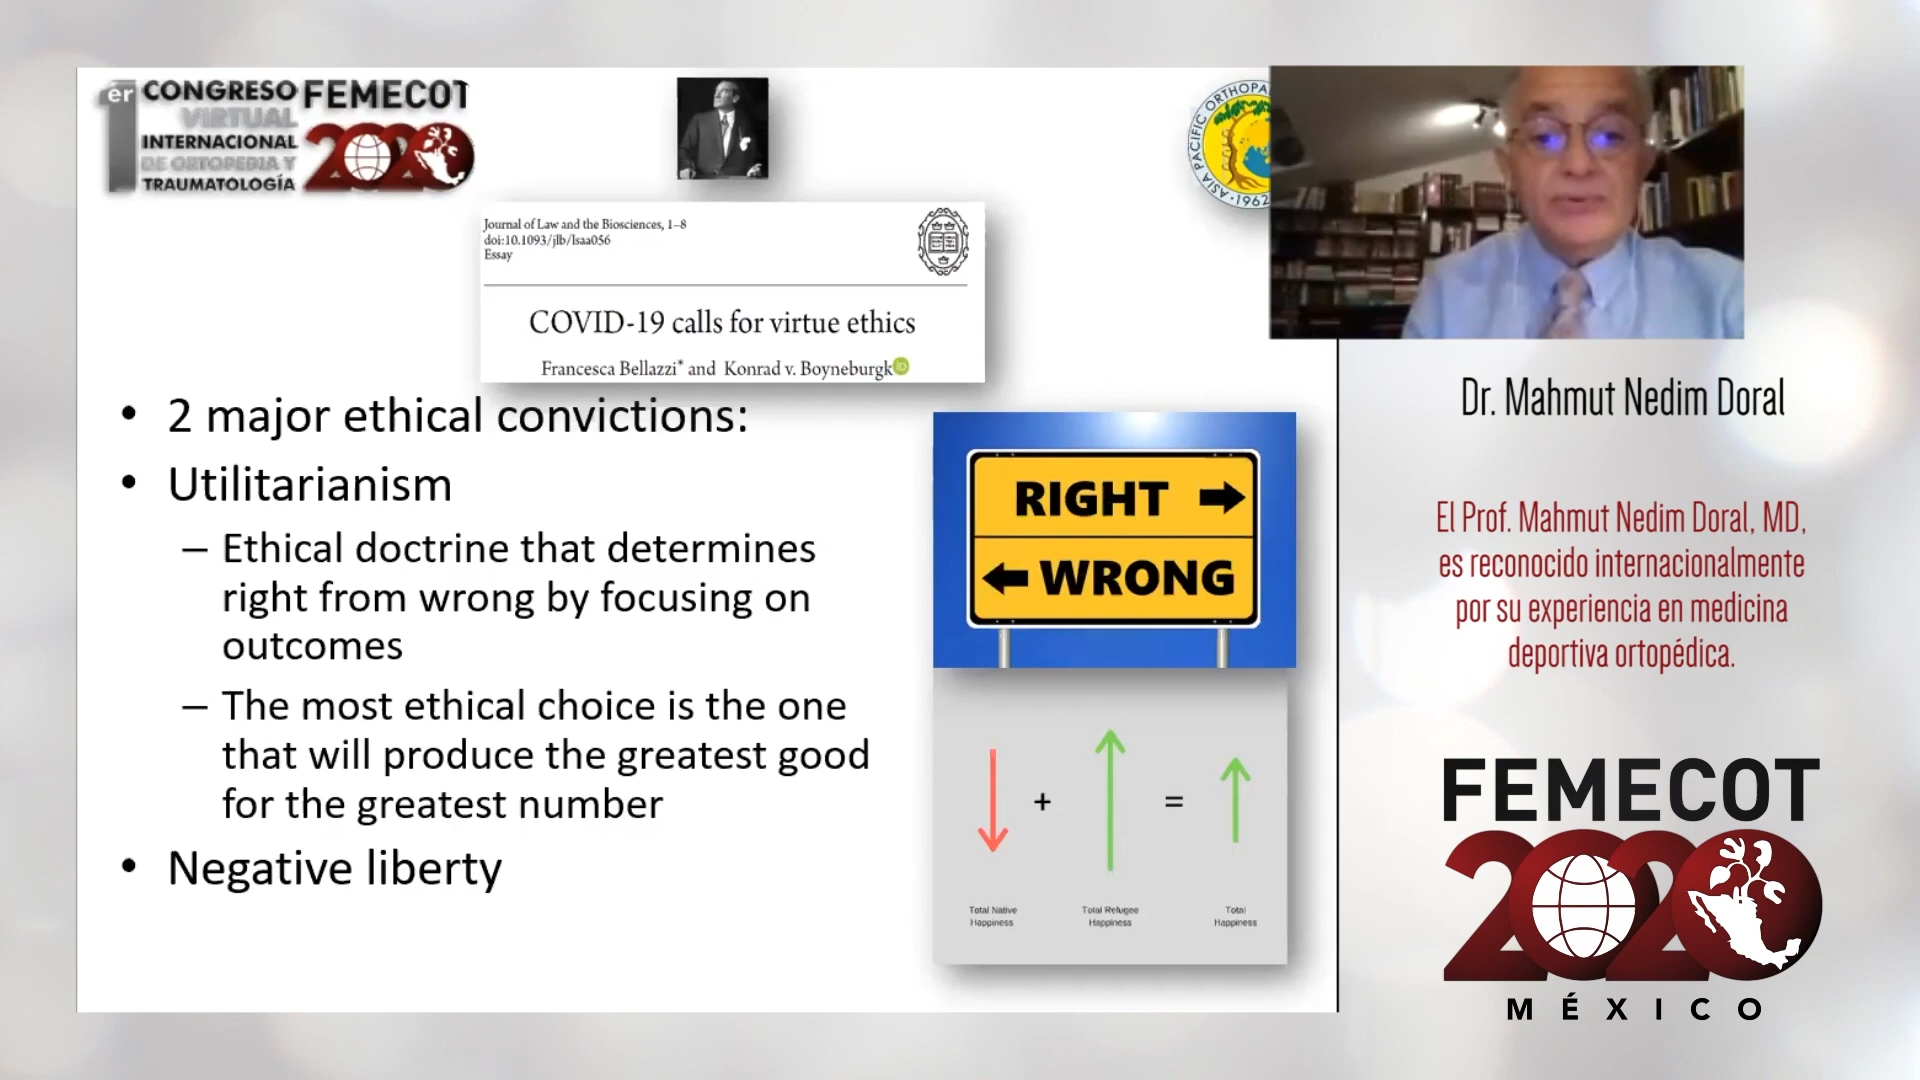 1er CONGRESO FEMECOT
VIRTUAL
INTERNACIONAL 2020
DE ORTOPEDIA Y
TRAUMATOLOGÍA
ASIA PACIFIC ORTHOPA
•1962
Journal of Law and the Biosciences, 1–8
doi:10.1093/jlb/lsaa056
Essay
COVID-19 calls for virtue ethics
Francesca Bellazzi* and Konrad v. Boyneburgk iD
• 2 major ethical convictions:
• Utilitarianism
– Ethical doctrine that determines
right from wrong by focusing on
outcomes
– The most ethical choice is the one
that will produce the greatest good
for the greatest number
• Negative liberty
RIGHT →
← WRONG
+ =
Total Native
Happiness
Total Refugee
Happiness
Total
Happiness
Dr. Mahmut Nedim Doral
El Prof. Mahmut Nedim Doral, MD,
es reconocido internacionalmente
por su experiencia en medicina
deportiva ortopédica.
FEMECOT
2020
MÉXICO